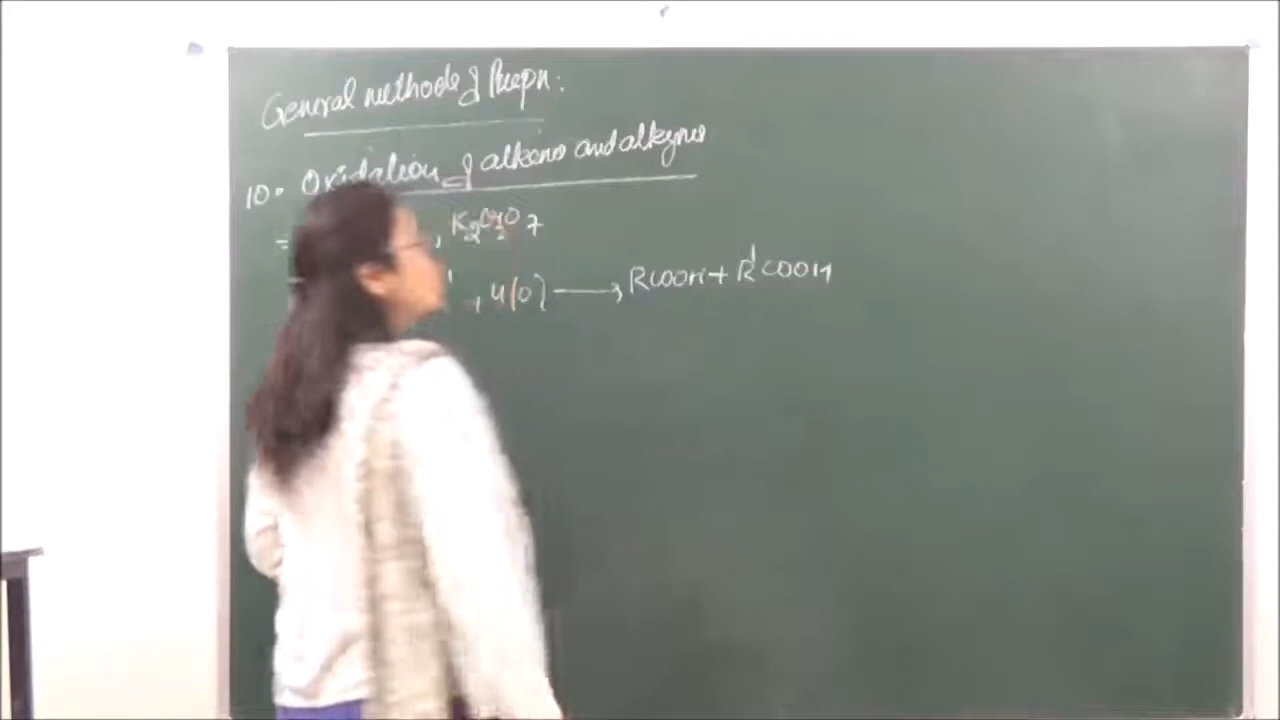 General methods of Prepn:
10. Oxidation of alkenes and alkynes
, K2Cr2O7
+ 4(O) ⟶ RCOOH + R'COOH